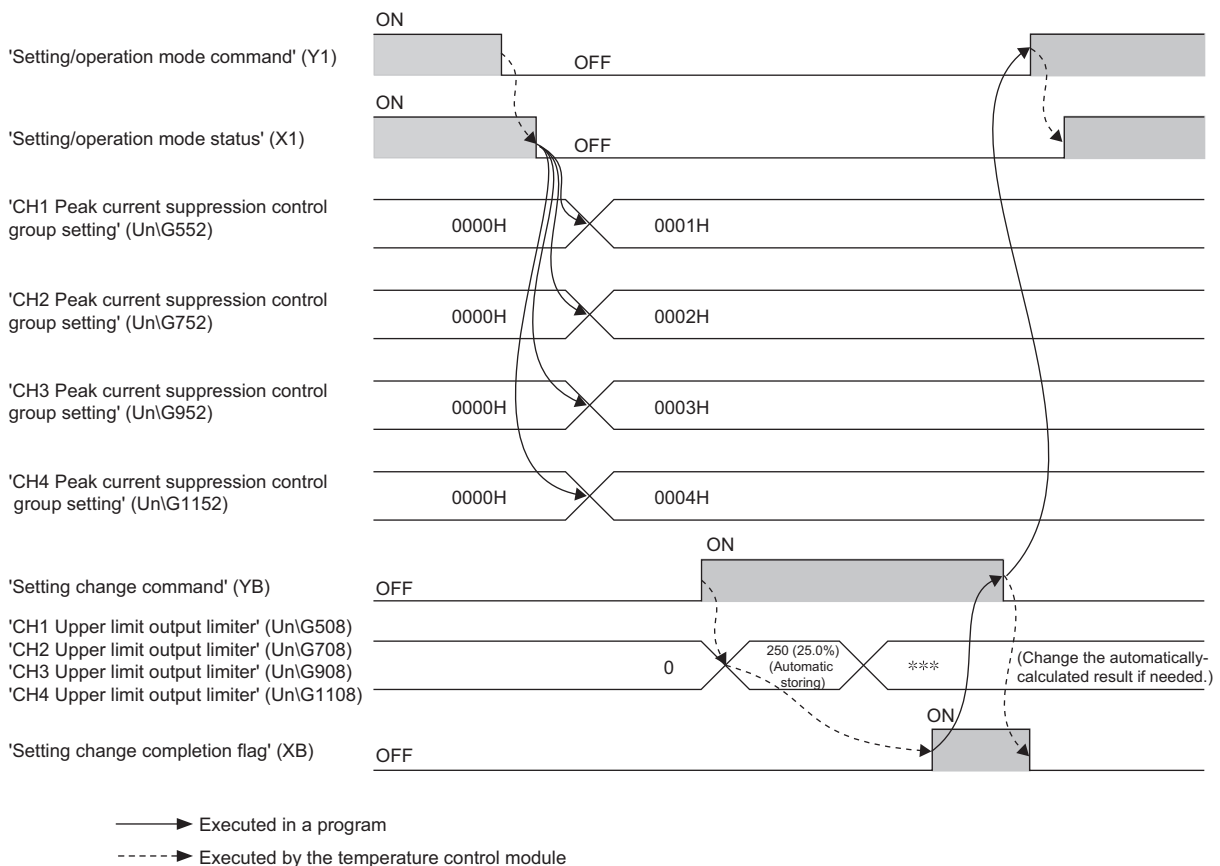 ON
'Setting/operation mode command' (Y1)
OFF
ON
'Setting/operation mode status' (X1)
OFF
'CH1 Peak current suppression control
group setting' (Un\G552)
0000H
0001H
'CH2 Peak current suppression control
group setting' (Un\G752)
0000H
0002H
'CH3 Peak current suppression control
group setting' (Un\G952)
0000H
0003H
'CH4 Peak current suppression control
group setting' (Un\G1152)
0000H
0004H
ON
'Setting change command' (YB)
OFF
'CH1 Upper limit output limiter' (Un\G508)
'CH2 Upper limit output limiter' (Un\G708)
'CH3 Upper limit output limiter' (Un\G908)
'CH4 Upper limit output limiter' (Un\G1108)
0
250 (25.0%)
(Automatic
storing)
***
(Change the automatically-
calculated result if needed.)
ON
'Setting change completion flag' (XB)
OFF
Executed in a program
Executed by the temperature control module